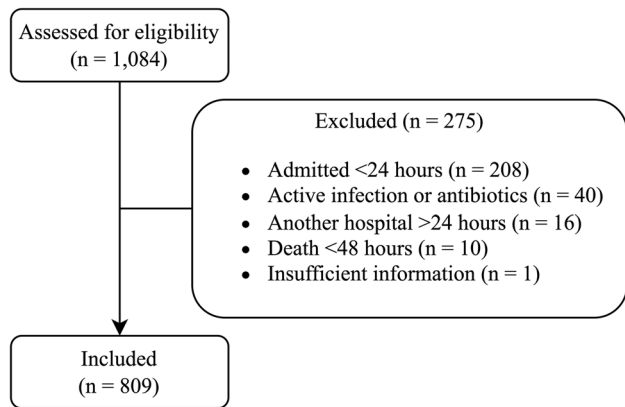 Assessed for eligibility
(n = 1,084)
Excluded (n = 275)
• Admitted <24 hours (n = 208)
• Active infection or antibiotics (n = 40)
• Another hospital >24 hours (n = 16)
• Death <48 hours (n = 10)
• Insufficient information (n = 1)
Included
(n = 809)